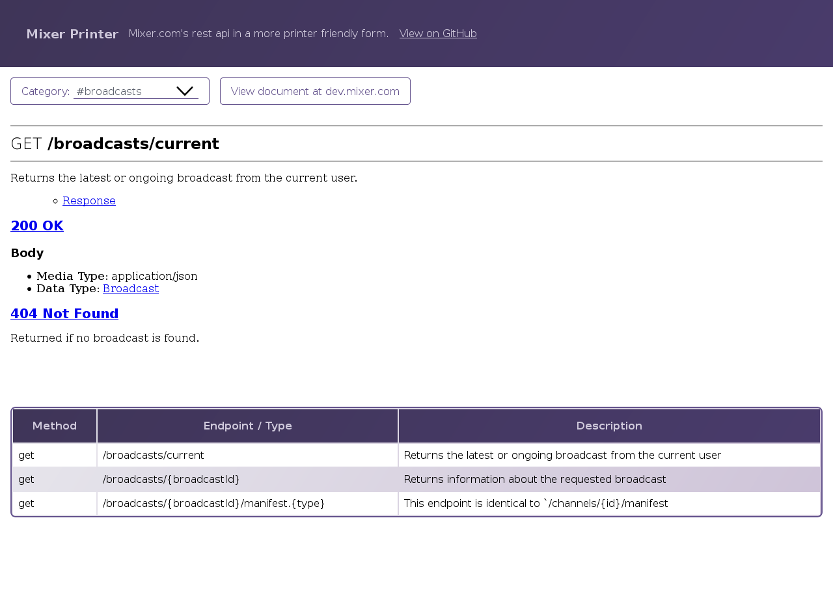 Mixer Printer Mixer.com's rest api in a more printer friendly form. View on GitHub
Category: #broadcasts View document at dev.mixer.com
GET /broadcasts/current
Returns the latest or ongoing broadcast from the current user.
Response
200 OK
Body
Media Type: application/json
Data Type: Broadcast
404 Not Found
Returned if no broadcast is found.
Method Endpoint / Type Description
get /broadcasts/current Returns the latest or ongoing broadcast from the current user
get /broadcasts/{broadcastId} Returns information about the requested broadcast
get /broadcasts/{broadcastId}/manifest.{type} This endpoint is identical to `/channels/{id}/manifest